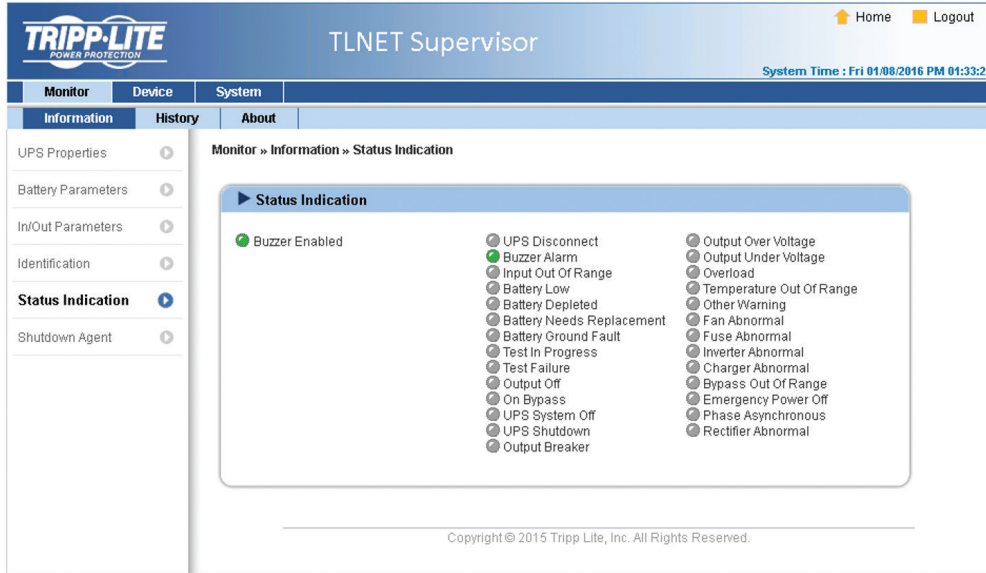 TRIPP·LITE
POWER PROTECTION
TLNET Supervisor
Home Logout
System Time : Fri 01/08/2016 PM 01:33:2
Monitor Device System
Information History About
UPS Properties
Battery Parameters
In/Out Parameters
Identification
Status Indication
Shutdown Agent
Monitor » Information » Status Indication
Status Indication
Buzzer Enabled
UPS Disconnect
Buzzer Alarm
Input Out Of Range
Battery Low
Battery Depleted
Battery Needs Replacement
Battery Ground Fault
Test In Progress
Test Failure
Output Off
On Bypass
UPS System Off
UPS Shutdown
Output Breaker
Output Over Voltage
Output Under Voltage
Overload
Temperature Out Of Range
Other Warning
Fan Abnormal
Fuse Abnormal
Inverter Abnormal
Charger Abnormal
Bypass Out Of Range
Emergency Power Off
Phase Asynchronous
Rectifier Abnormal
Copyright © 2015 Tripp Lite, Inc. All Rights Reserved.